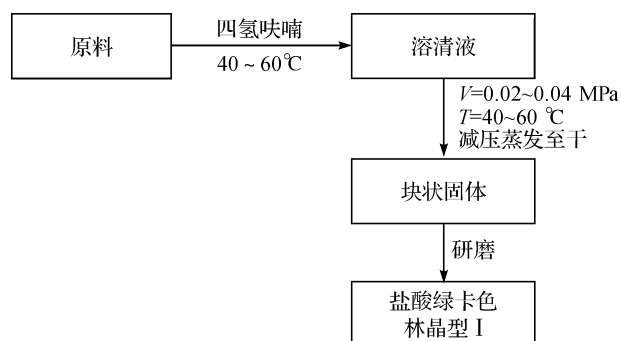 原料
四氢呋喃
40~60℃
溶清液
V=0.02~0.04 MPa
T=40~60 ℃
减压蒸发至干
块状固体
研磨
盐酸绿卡色
林晶型Ⅰ